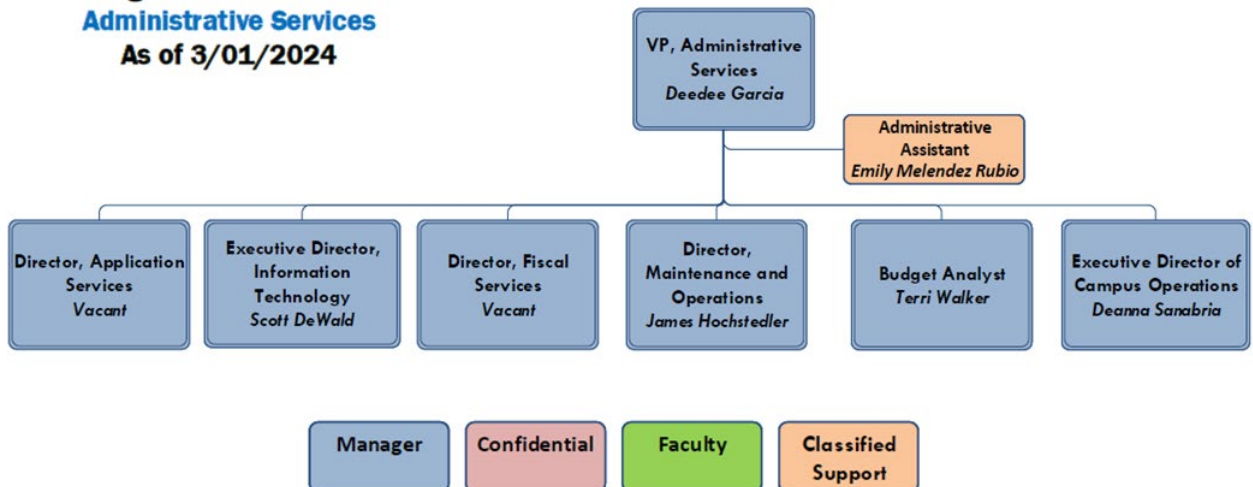 Administrative Services
As of 3/01/2024
VP, Administrative
Services
Deedee Garcia
Administrative
Assistant
Emily Melendez Rubio
Director, Application
Services
Vacant
Executive Director,
Information
Technology
Scott DeWald
Director, Fiscal
Services
Vacant
Director,
Maintenance and
Operations
James Hochstedler
Budget Analyst
Terri Walker
Executive Director of
Campus Operations
Deanna Sanabria
Manager
Confidential
Faculty
Classified
Support